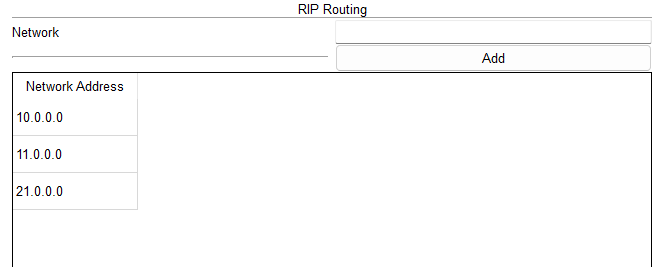 RIP Routing
Network
Add
Network Address
10.0.0.0
11.0.0.0
21.0.0.0